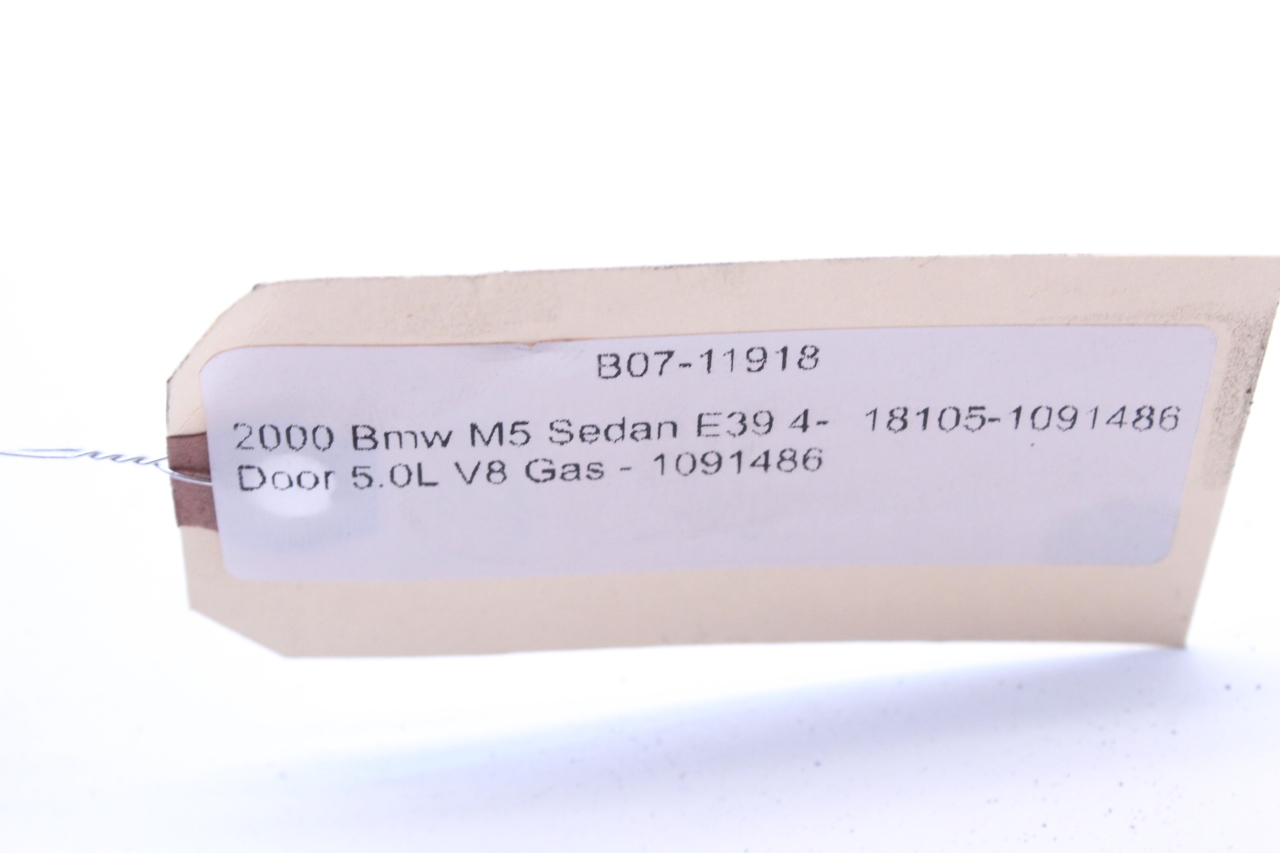 B07-11918
2000 Bmw M5 Sedan E39 4- 18105-1091486
Door 5.0L V8 Gas - 1091486